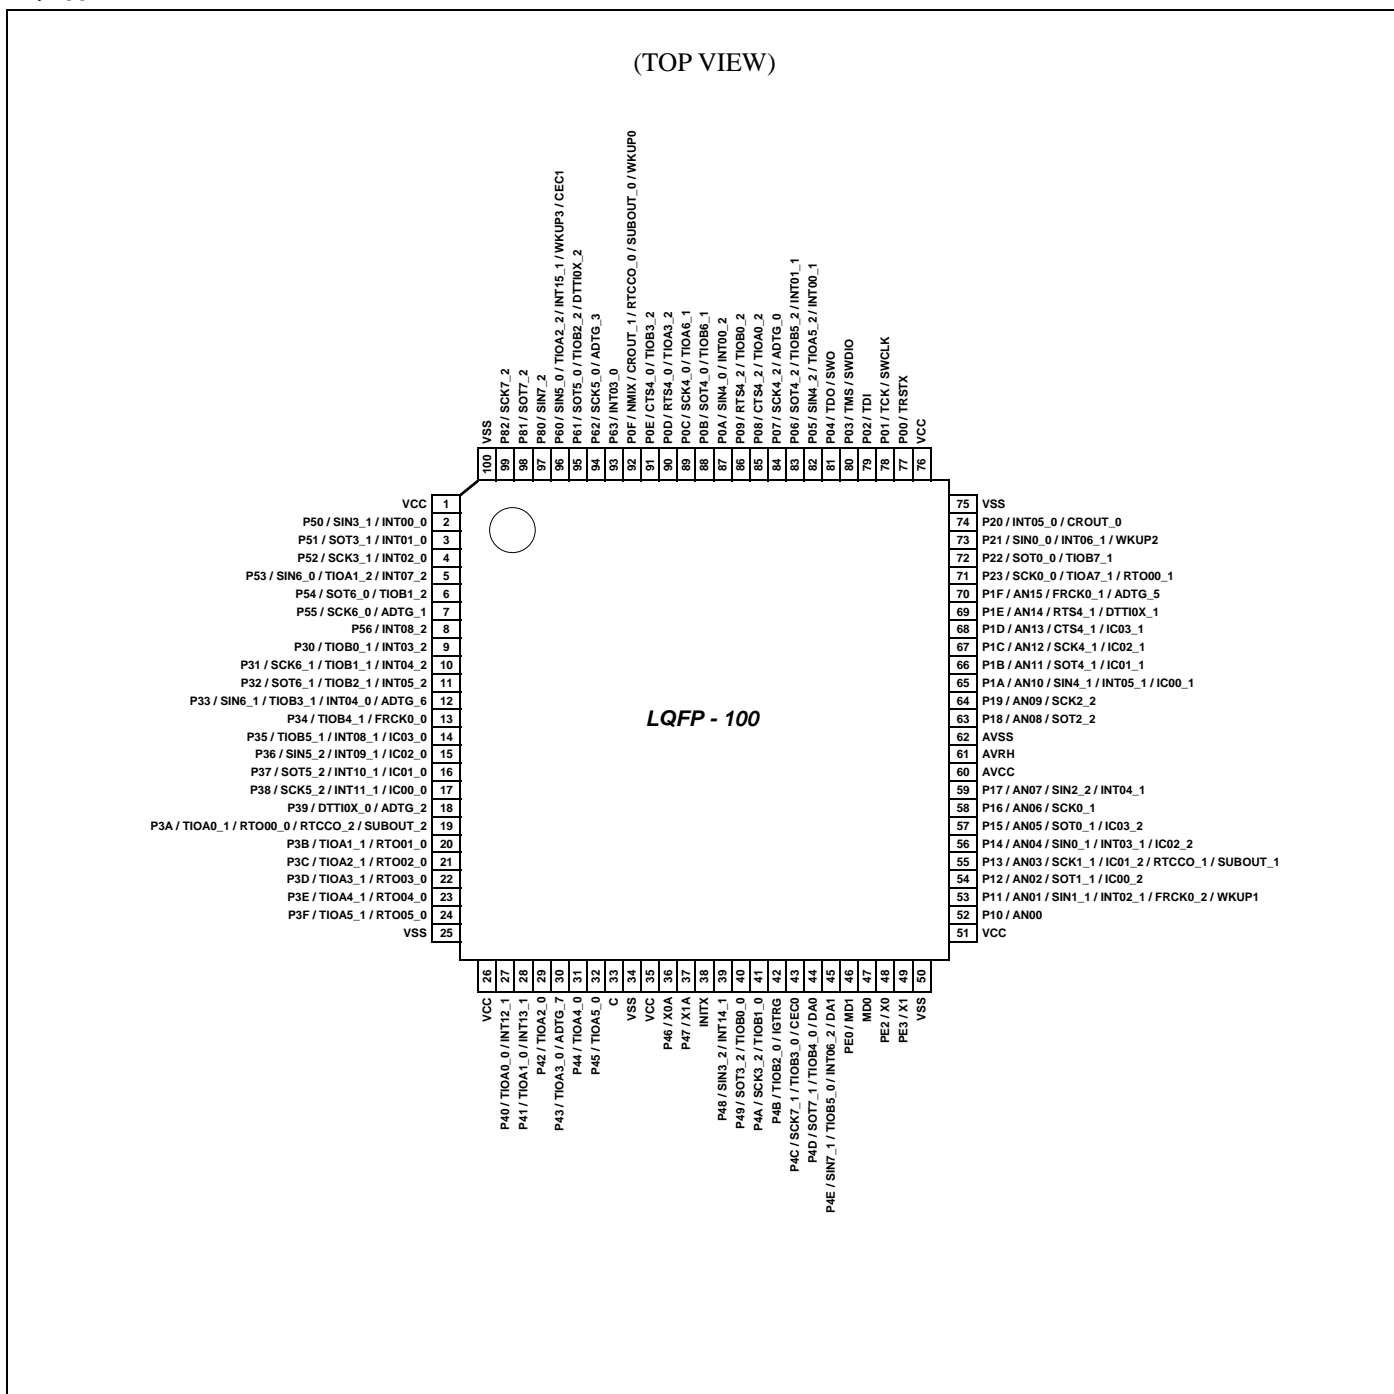 (TOP VIEW)
VSS
P82 / SCK7_2
P81 / SOT7_2
P80 / SIN7_2
P60 / SIN5_0 / TIOA2_2 / INT15_1 / WKUP3 / CEC1
P61 / SOT5_0 / TIOB2_2 / DTTI0X_2
P62 / SCK5_0 / ADTG_3
P63 / INT03_0
P0F / NMIX / CROUT_1 / RTCCO_0 / SUBOUT_0 / WKUP0
P0E / CTS4_0 / TIOB3_2
P0D / RTS4_0 / TIOA3_2
P0C / SCK4_0 / TIOA6_1
P0B / SOT4_0 / TIOB6_1
P0A / SIN4_0 / INT00_2
P09 / RTS4_2 / TIOB0_2
P08 / CTS4_2 / TIOA0_2
P07 / SCK4_2 / ADTG_0
P06 / SOT4_2 / TIOB5_2 / INT01_1
P05 / SIN4_2 / TIOA5_2 / INT00_1
P04 / TDO / SWO
P03 / TMS / SWDIO
P02 / TDI
P01 / TCK / SWCLK
P00 / TRSTX
VCC
100 99 98 97 96 95 94 93 92 91 90 89 88 87 86 85 84 83 82 81 80 79 78 77 76
VCC 1
P50 / SIN3_1 / INT00_0 2
P51 / SOT3_1 / INT01_0 3
P52 / SCK3_1 / INT02_0 4
P53 / SIN6_0 / TIOA1_2 / INT07_2 5
P54 / SOT6_0 / TIOB1_2 6
P55 / SCK6_0 / ADTG_1 7
P56 / INT08_2 8
P30 / TIOB0_1 / INT03_2 9
P31 / SCK6_1 / TIOB1_1 / INT04_2 10
P32 / SOT6_1 / TIOB2_1 / INT05_2 11
P33 / SIN6_1 / TIOB3_1 / INT04_0 / ADTG_6 12
P34 / TIOB4_1 / FRCK0_0 13
P35 / TIOB5_1 / INT08_1 / IC03_0 14
P36 / SIN5_2 / INT09_1 / IC02_0 15
P37 / SOT5_2 / INT10_1 / IC01_0 16
P38 / SCK5_2 / INT11_1 / IC00_0 17
P39 / DTTI0X_0 / ADTG_2 18
P3A / TIOA0_1 / RTO00_0 / RTCCO_2 / SUBOUT_2 19
P3B / TIOA1_1 / RTO01_0 20
P3C / TIOA2_1 / RTO02_0 21
P3D / TIOA3_1 / RTO03_0 22
P3E / TIOA4_1 / RTO04_0 23
P3F / TIOA5_1 / RTO05_0 24
VSS 25
LQFP - 100
75 VSS
74 P20 / INT05_0 / CROUT_0
73 P21 / SIN0_0 / INT06_1 / WKUP2
72 P22 / SOT0_0 / TIOB7_1
71 P23 / SCK0_0 / TIOA7_1 / RTO00_1
70 P1F / AN15 / FRCK0_1 / ADTG_5
69 P1E / AN14 / RTS4_1 / DTTI0X_1
68 P1D / AN13 / CTS4_1 / IC03_1
67 P1C / AN12 / SCK4_1 / IC02_1
66 P1B / AN11 / SOT4_1 / IC01_1
65 P1A / AN10 / SIN4_1 / INT05_1 / IC00_1
64 P19 / AN09 / SCK2_2
63 P18 / AN08 / SOT2_2
62 AVSS
61 AVRH
60 AVCC
59 P17 / AN07 / SIN2_2 / INT04_1
58 P16 / AN06 / SCK0_1
57 P15 / AN05 / SOT0_1 / IC03_2
56 P14 / AN04 / SIN0_1 / INT03_1 / IC02_2
55 P13 / AN03 / SCK1_1 / IC01_2 / RTCCO_1 / SUBOUT_1
54 P12 / AN02 / SOT1_1 / IC00_2
53 P11 / AN01 / SIN1_1 / INT02_1 / FRCK0_2 / WKUP1
52 P10 / AN00
51 VCC
26 27 28 29 30 31 32 33 34 35 36 37 38 39 40 41 42 43 44 45 46 47 48 49 50
VCC
P40 / TIOA0_0 / INT12_1
P41 / TIOA1_0 / INT13_1
P42 / TIOA2_0
P43 / TIOA3_0 / ADTG_7
P44 / TIOA4_0
P45 / TIOA5_0
C
VSS
VCC
P46 / X0A
P47 / X1A
INITX
P48 / SIN3_2 / INT14_1
P49 / SOT3_2 / TIOB0_0
P4A / SCK3_2 / TIOB1_0
P4B / TIOB2_0 / IGTRG
P4C / SCK7_1 / TIOB3_0 / CEC0
P4D / SOT7_1 / TIOB4_0 / DA0
P4E / SIN7_1 / TIOB5_0 / INT06_2 / DA1
PE0 / MD1
MD0
PE2 / X0
PE3 / X1
VSS